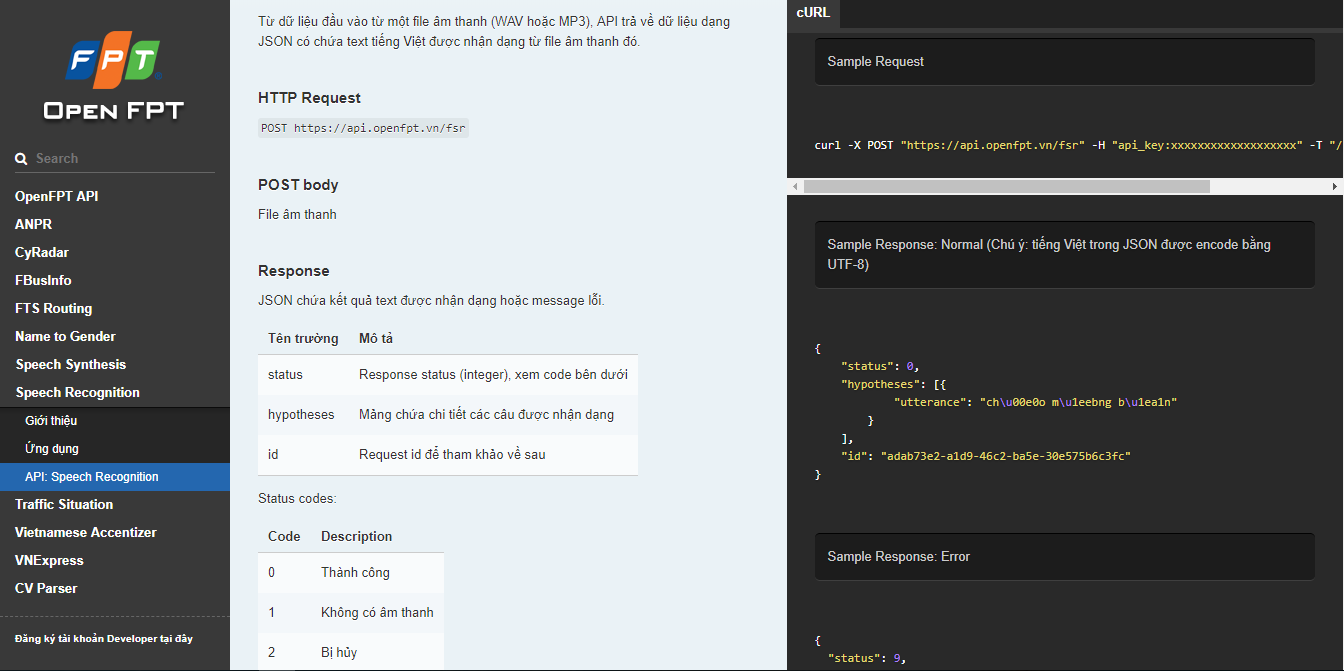 FPT
OPEN FPT
Search
OpenFPT API
ANPR
CyRadar
FBusInfo
FTS Routing
Name to Gender
Speech Synthesis
Speech Recognition
Giới thiệu
Ứng dụng
API: Speech Recognition
Traffic Situation
Vietnamese Accentizer
VNExpress
CV Parser
Đăng ký tài khoản Developer tại đây
Từ dữ liệu đầu vào từ một file âm thanh (WAV hoặc MP3), API trả về dữ liệu dạng
JSON có chứa text tiếng Việt được nhận dạng từ file âm thanh đó.
HTTP Request
POST https://api.openfpt.vn/fsr
POST body
File âm thanh
Response
JSON chứa kết quả text được nhận dạng hoặc message lỗi.
Tên trường Mô tả
status Response status (integer), xem code bên dưới
hypotheses Mảng chứa chi tiết các câu được nhận dạng
id Request id để tham khảo về sau
Status codes:
Code Description
0 Thành công
1 Không có âm thanh
2 Bị hủy
cURL
Sample Request
curl -X POST "https://api.openfpt.vn/fsr" -H "api_key:xxxxxxxxxxxxxxxxxxx" -T "/
Sample Response: Normal (Chú ý: tiếng Việt trong JSON được encode bằng
UTF-8)
{
"status": 0,
"hypotheses": [{
"utterance": "ch\u00e0o m\u1eebng b\u1ea1n"
}
],
"id": "adab73e2-a1d9-46c2-ba5e-30e575b6c3fc"
}
Sample Response: Error
{
"status": 9,